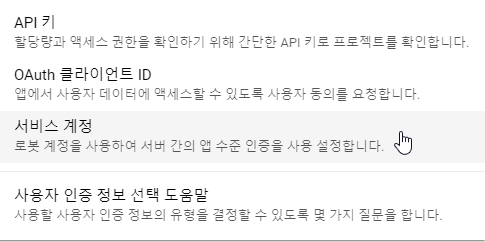 API 키
할당량과 액세스 권한을 확인하기 위해 간단한 API 키로 프로젝트를 확인합니다.
OAuth 클라이언트 ID
앱에서 사용자 데이터에 액세스할 수 있도록 사용자 동의를 요청합니다.
서비스 계정
로봇 계정을 사용하여 서버 간의 앱 수준 인증을 사용 설정합니다.
사용자 인증 정보 선택 도움말
사용할 사용자 인증 정보의 유형을 결정할 수 있도록 몇 가지 질문을 합니다.